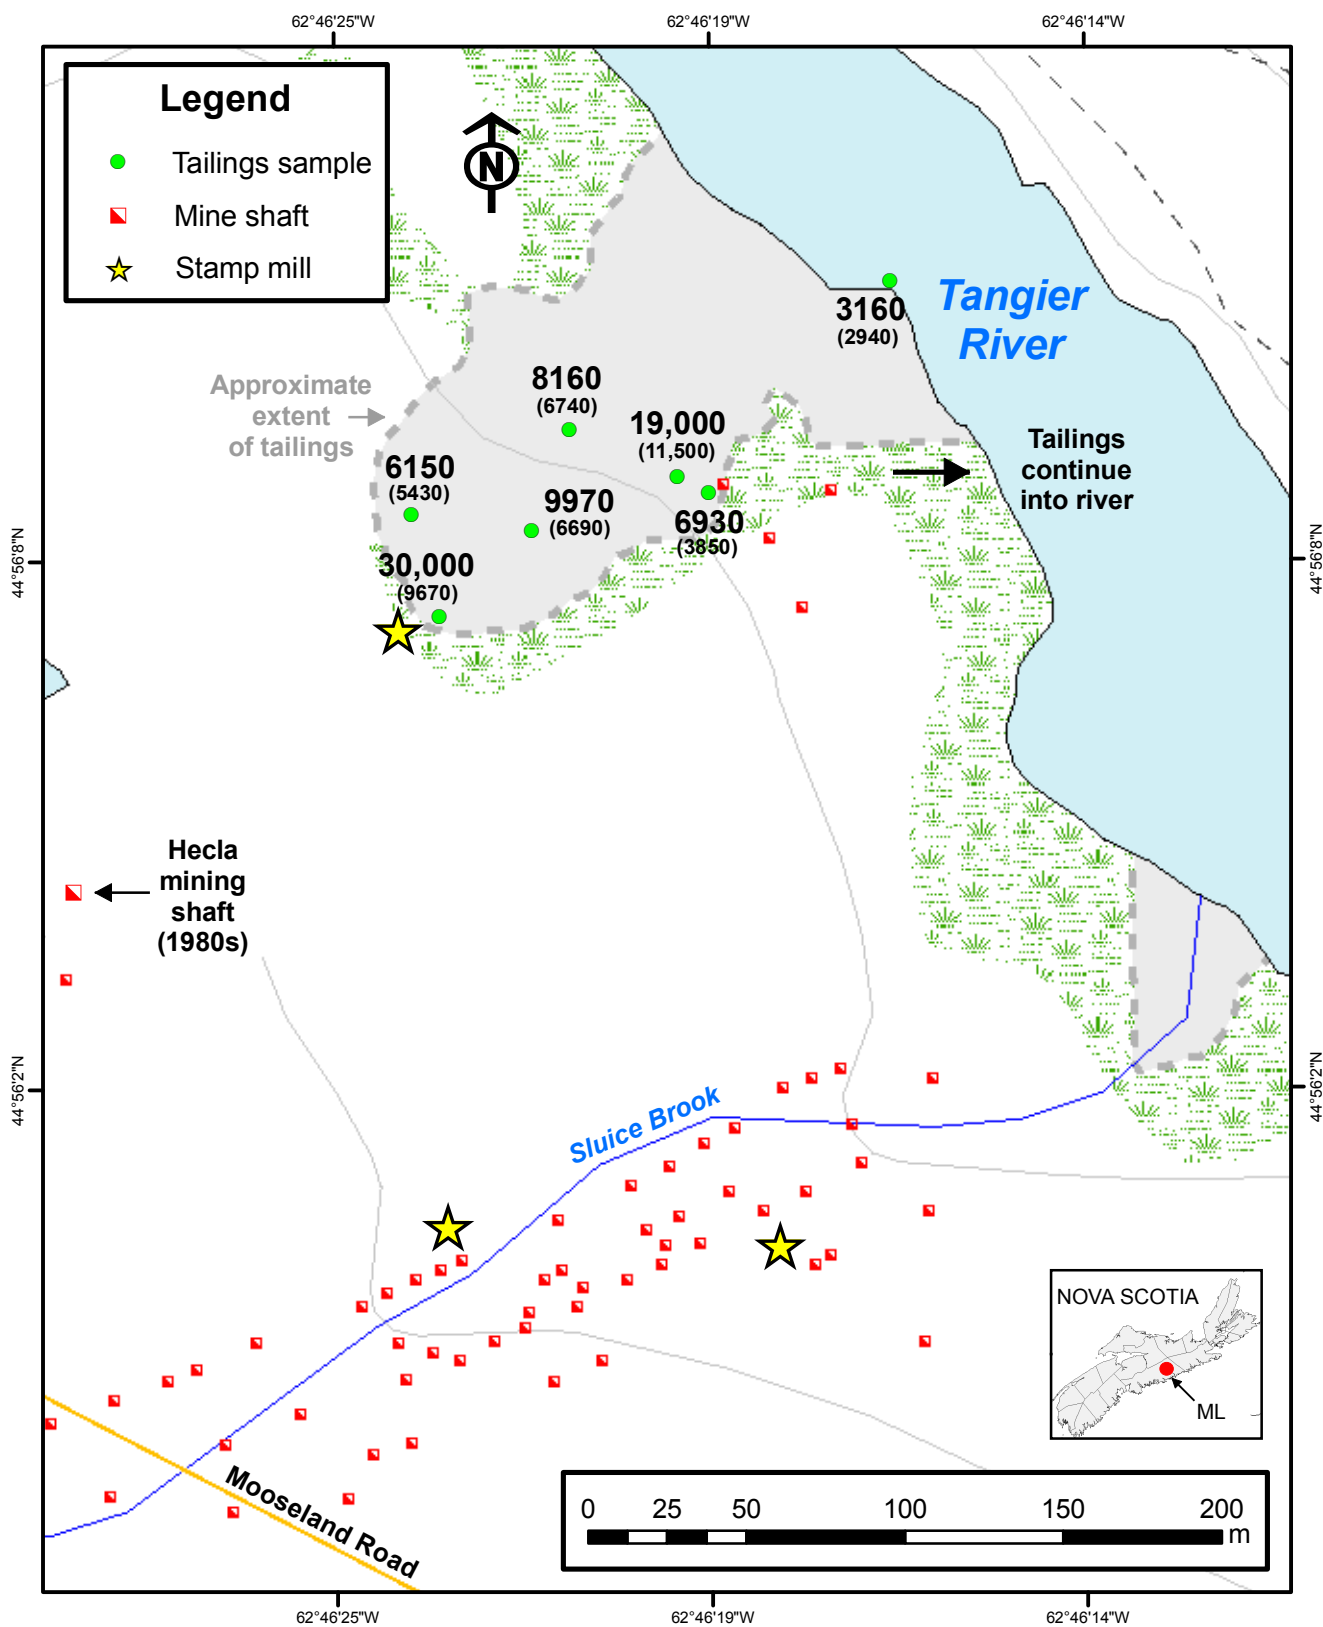 62°46'25"W
62°46'19"W
62°46'14"W
Legend
Tailings sample
Mine shaft
Stamp mill
N
Tangier
River
3160
(2940)
Approximate
extent
of tailings
8160
(6740)
19,000
(11,500)
Tailings
continue
into river
6150
(5430)
9970
(6690)
6930
(3850)
30,000
(9670)
44°56'8"N
44°56'8"N
Hecla
mining
shaft
(1980s)
44°56'2"N
44°56'2"N
Sluice Brook
NOVA SCOTIA
ML
Mooseland Road
0 25 50 100 150 200
m
62°46'25"W
62°46'19"W
62°46'14"W